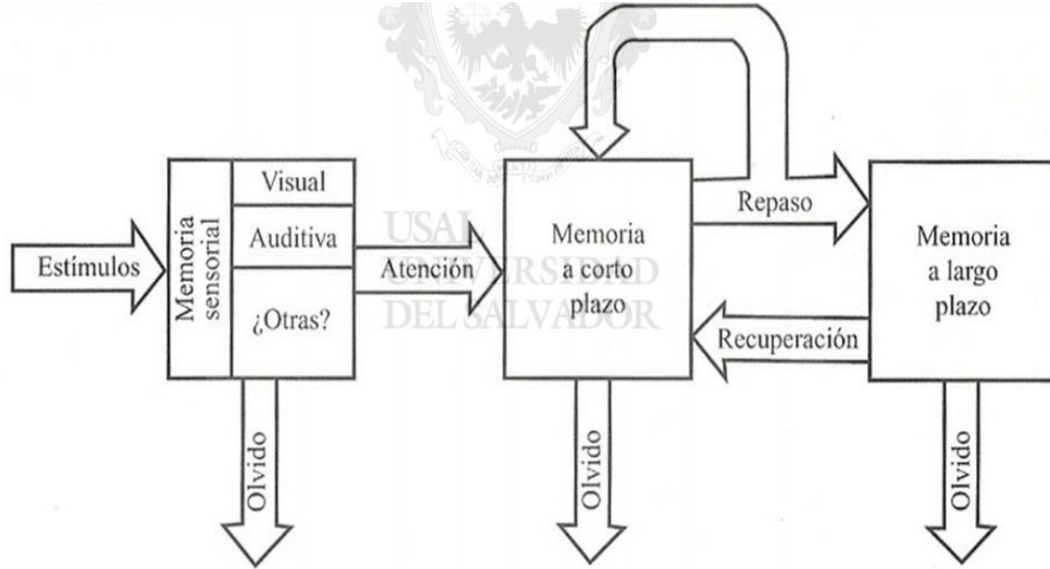 Estímulos
Memoria
sensorial
Visual
Auditiva
¿Otras?
Atención
Memoria
a corto
plazo
Repaso
Recuperación
Memoria
a largo
plazo
Olvido
Olvido
Olvido
USAL
UNIVERSIDAD
DEL SALVADOR